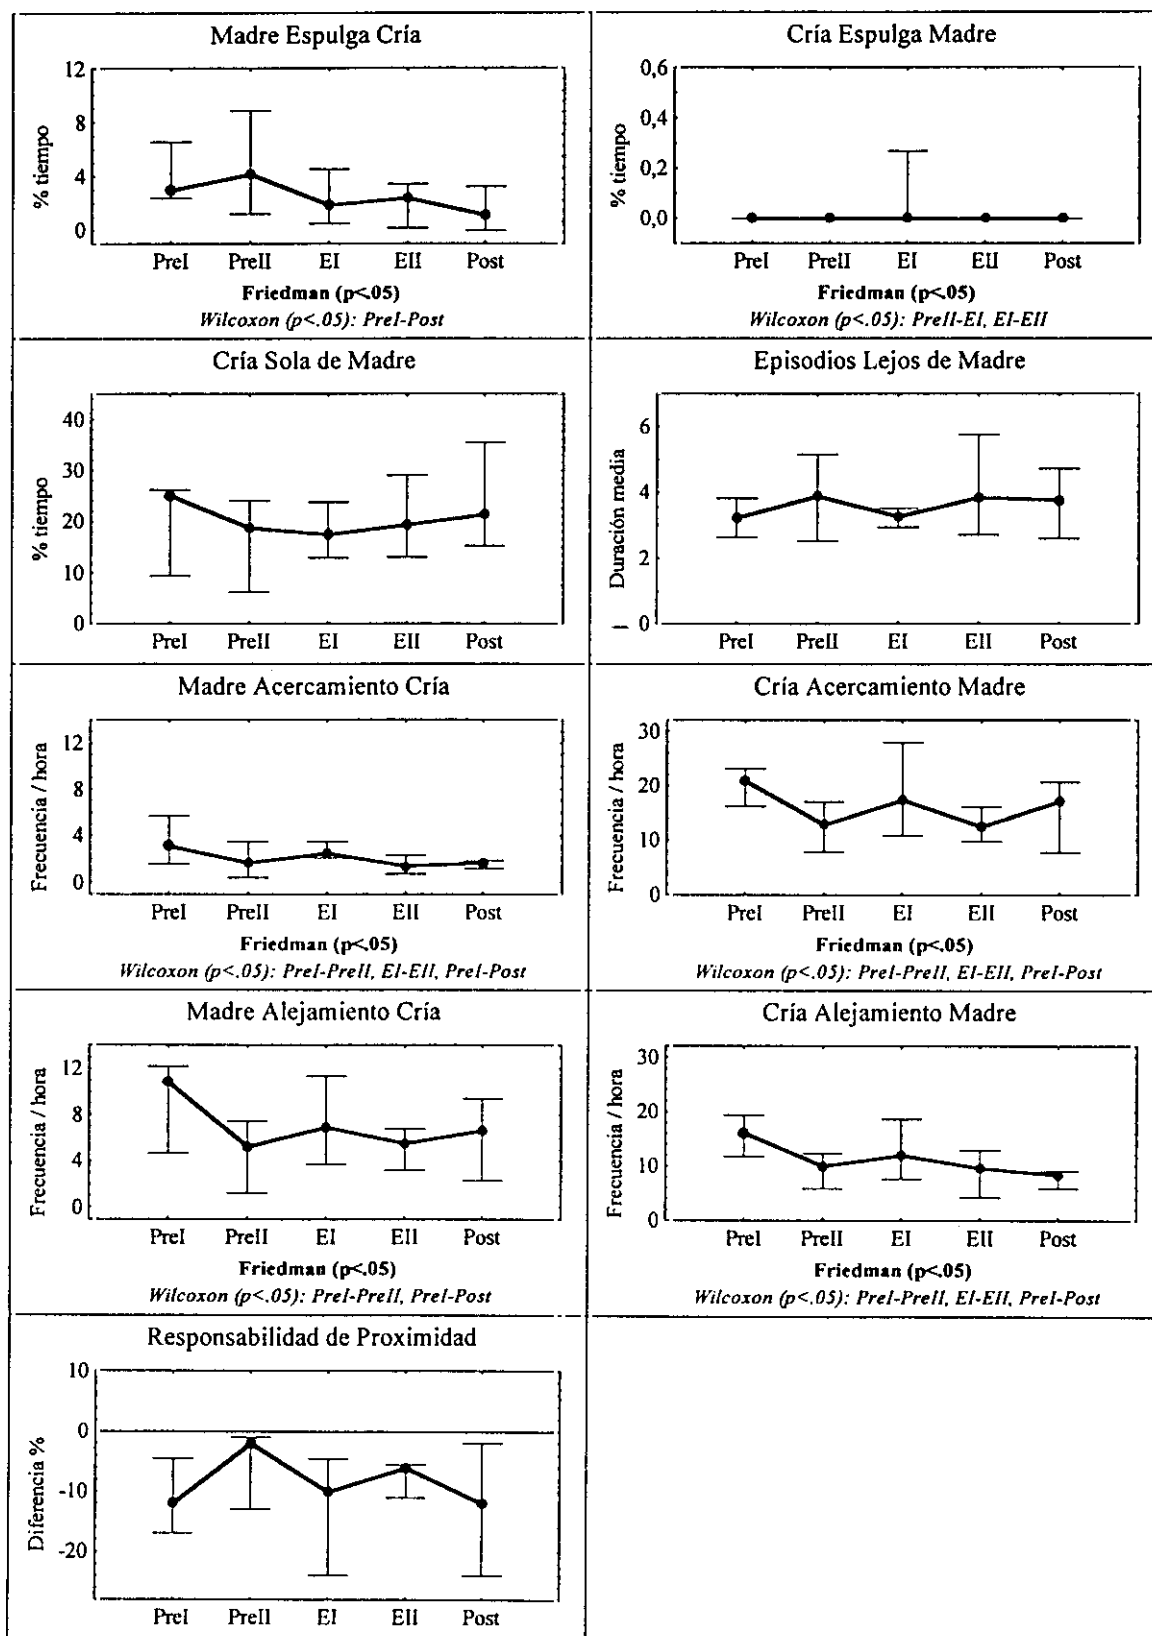 Madre Espulga Cría
12
8
4
0
% tiempo
PreI PreII EI EII Post
Friedman (p<.05)
Wilcoxon (p<.05): PreI-Post
Cría Espulga Madre
0,6
0,4
0,2
0,0
% tiempo
PreI PreII EI EII Post
Friedman (p<.05)
Wilcoxon (p<.05): PreII-EI, EI-EII
Cría Sola de Madre
40
30
20
10
0
% tiempo
PreI PreII EI EII Post
Episodios Lejos de Madre
6
4
2
0
Duración media
PreI PreII EI EII Post
Madre Acercamiento Cría
12
8
4
0
Frecuencia / hora
PreI PreII EI EII Post
Friedman (p<.05)
Wilcoxon (p<.05): PreI-PreII, EI-EII, PreI-Post
Cría Acercamiento Madre
30
20
10
0
Frecuencia / hora
PreI PreII EI EII Post
Friedman (p<.05)
Wilcoxon (p<.05): PreI-PreII, EI-EII, PreI-Post
Madre Alejamiento Cría
12
8
4
0
Frecuencia / hora
PreI PreII EI EII Post
Friedman (p<.05)
Wilcoxon (p<.05): PreI-PreII, PreI-Post
Cría Alejamiento Madre
30
20
10
0
Frecuencia / hora
PreI PreII EI EII Post
Friedman (p<.05)
Wilcoxon (p<.05): PreI-PreII, EI-EII, PreI-Post
Responsabilidad de Proximidad
10
0
-10
-20
Diferencia %
PreI PreII EI EII Post